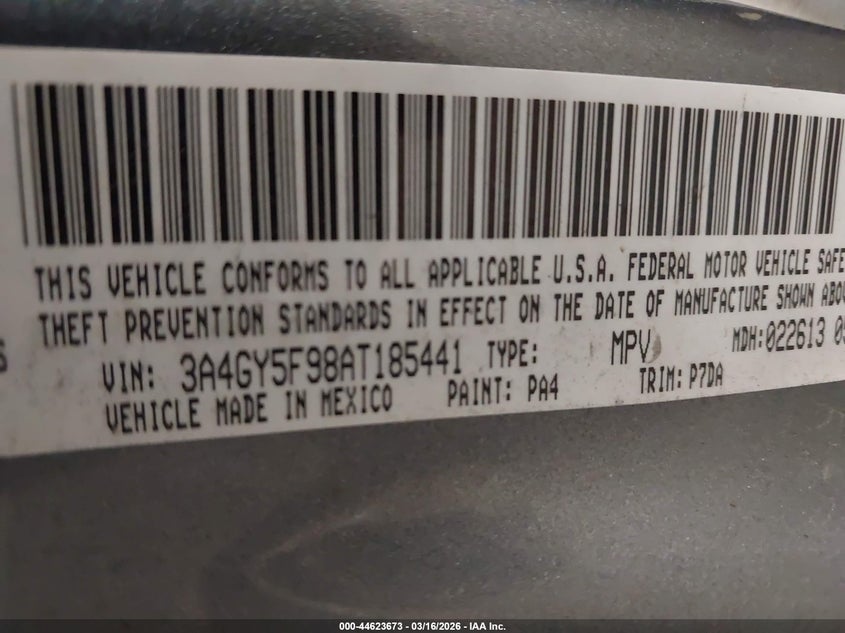 THIS VEHICLE CONFORMS TO ALL APPLICABLE U.S.A. FEDERAL MOTOR VEHICLE SAFE
THEFT PREVENTION STANDARDS IN EFFECT ON THE DATE OF MANUFACTURE SHOWN ABOV
VIN: 3A4GY5F98AT185441 TYPE: MPV MDH:022613 05
VEHICLE MADE IN MEXICO PAINT: PA4 TRIM: P7DA
000-44623673 - 03/16/2026 - IAA Inc.